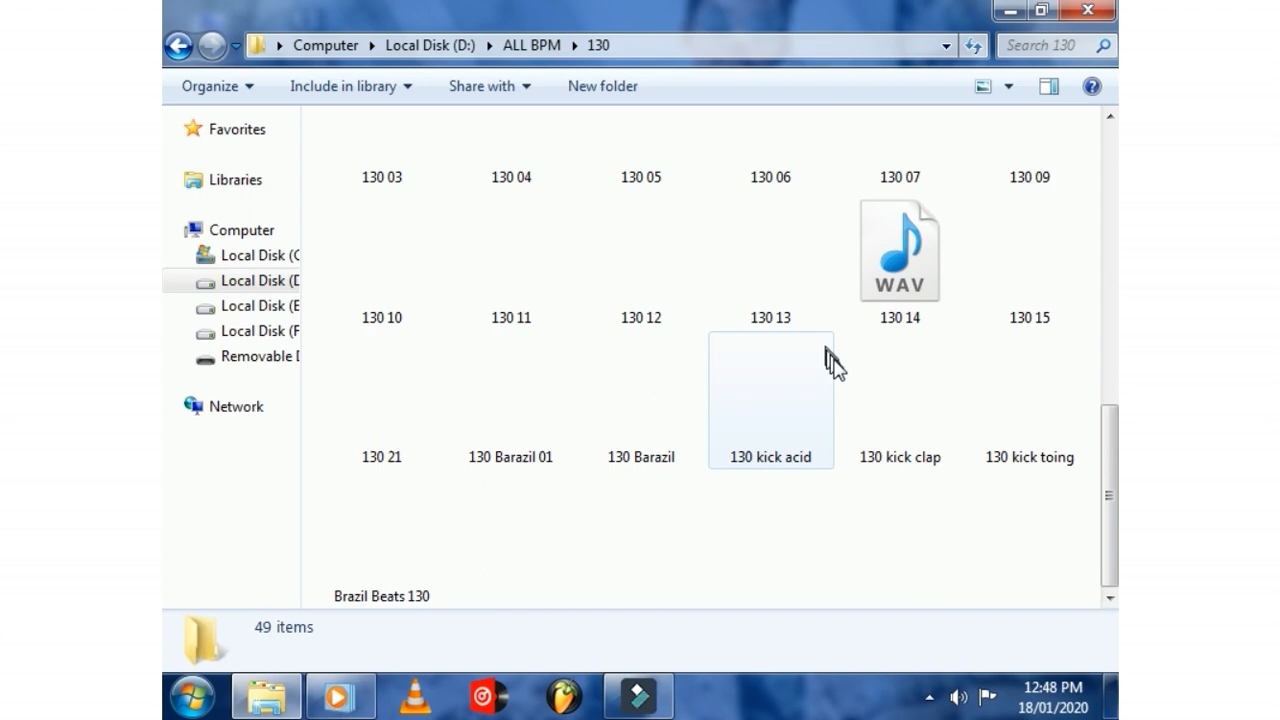 Computer Local Disk (D:) ALL BPM 130
Search 130
Organize Include in library Share with New folder
Favorites
Libraries
Computer
Local Disk (C
Local Disk (D
Local Disk (E
Local Disk (F
Removable D
Network
130 03 130 04 130 05 130 06 130 07 130 09
WAV
130 10 130 11 130 12 130 13 130 14 130 15
130 21 130 Barazil 01 130 Barazil 130 kick acid 130 kick clap 130 kick toing
Brazil Beats 130
49 items
12:48 PM
18/01/2020